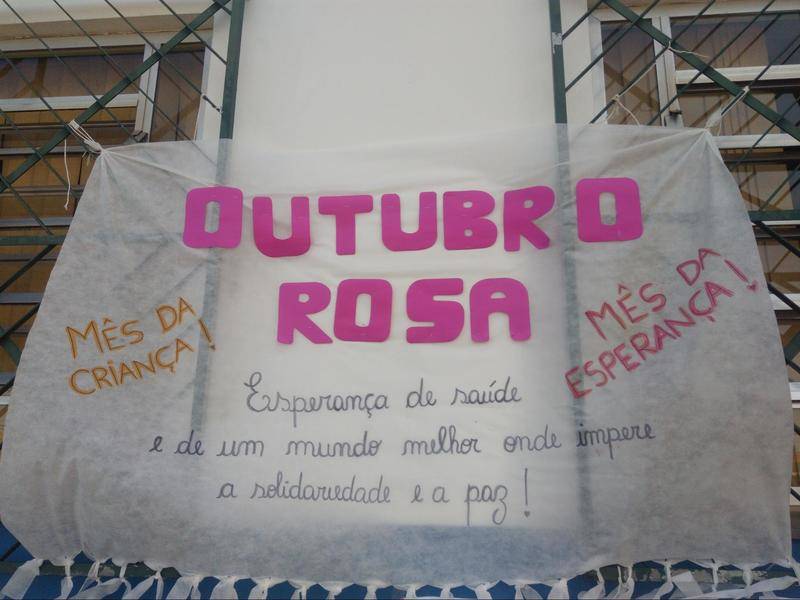 OUTUBRO
ROSA
MÊS DA
CRIANÇA!
MÊS DA
ESPERANÇA!
Esperança de saúde
e de um mundo melhor onde impere
a solidariedade e a paz!